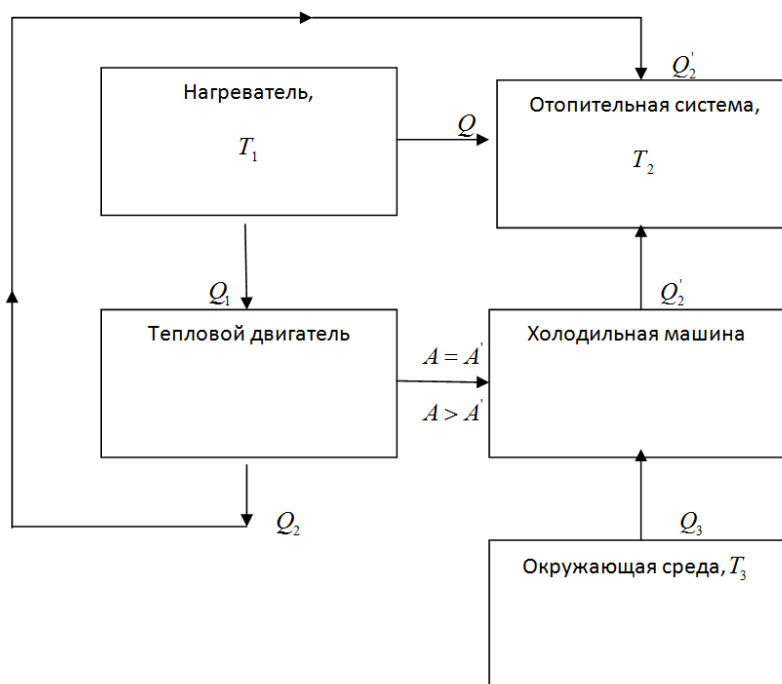 Q₂'
Нагреватель,
T₁
Q
Отопительная система,
T₂
Q₁
Q₂'
Тепловой двигатель
A = A'
A > A'
Холодильная машина
Q₂
Q₃
Окружающая среда, T₃